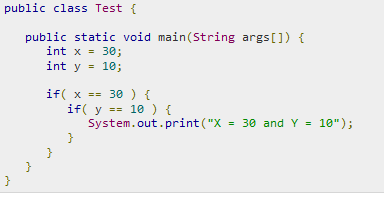 public class Test {
public static void main(String args[]) {
int x = 30;
int y = 10;
if( x == 30 ) {
if( y == 10 ) {
System.out.print("X = 30 and Y = 10");
}
}
}
}